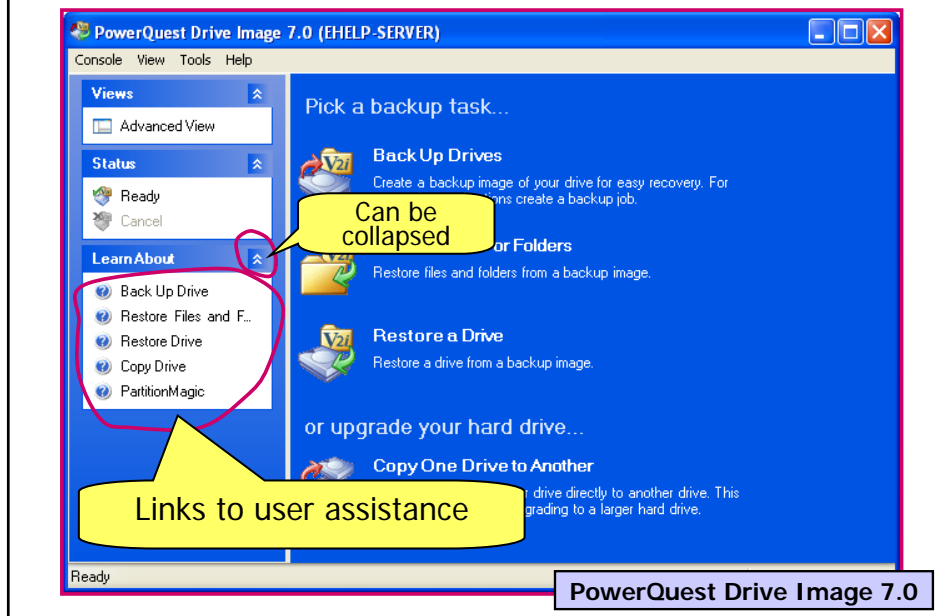 PowerQuest Drive Image 7.0 (EHELP-SERVER)
Console View Tools Help
Views
Advanced View
Status
Ready
Cancel
Learn About
Back Up Drive
Restore Files and F...
Restore Drive
Copy Drive
PartitionMagic
Pick a backup task...
Back Up Drives
Create a backup image of your drive for easy recovery. For
create a backup job.
Can be
collapsed
or Folders
Restore files and folders from a backup image.
Restore a Drive
Restore a drive from a backup image.
or upgrade your hard drive...
Copy One Drive to Another
drive directly to another drive. This
to a larger hard drive.
Links to user assistance
Ready
PowerQuest Drive Image 7.0